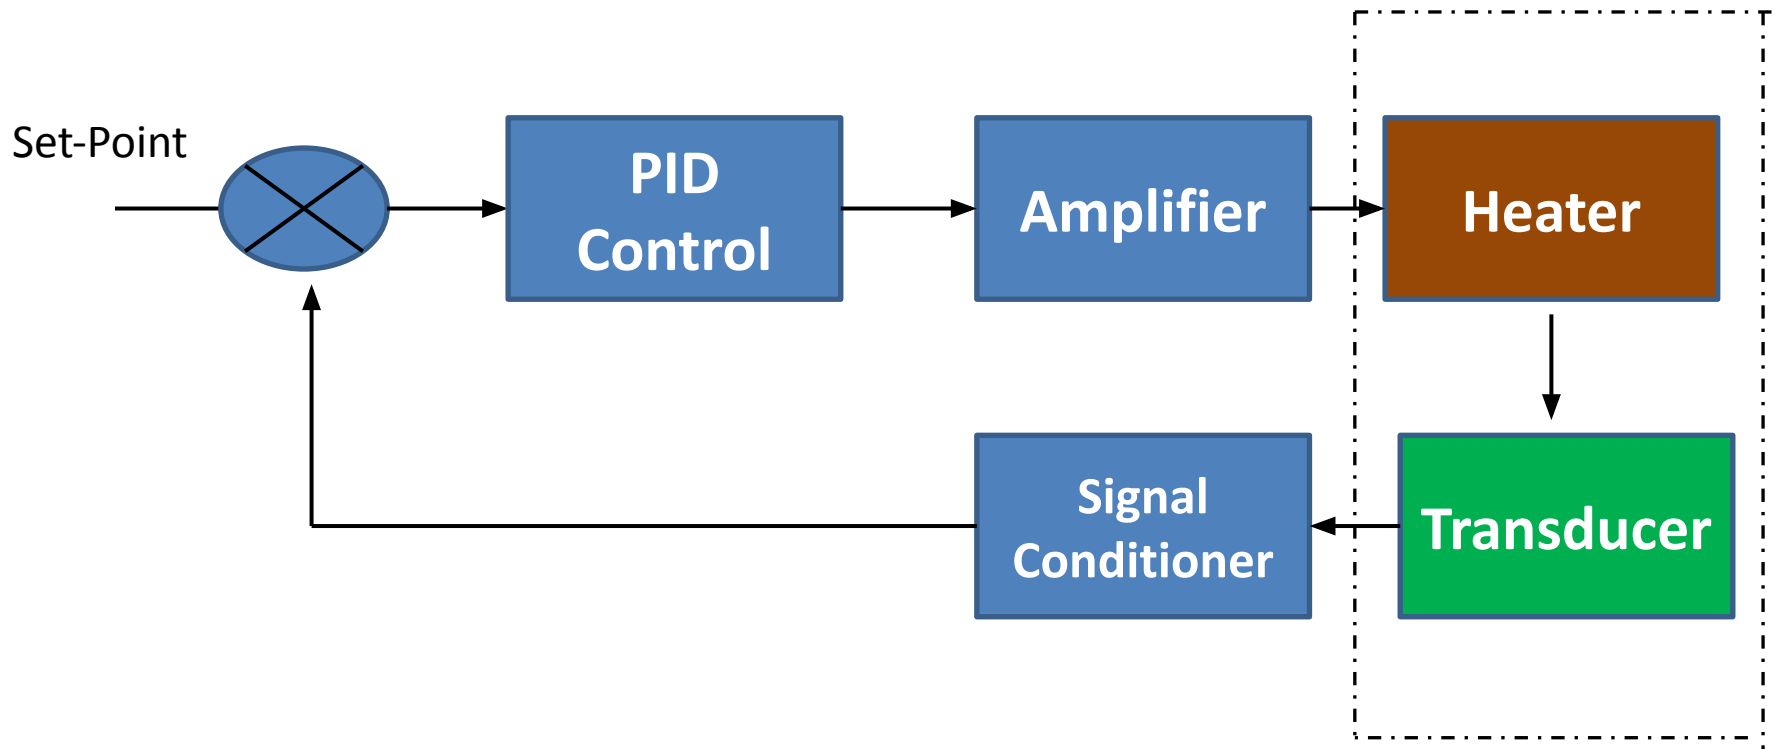 Set-Point
PID
Control
Amplifier
Heater
Signal
Conditioner
Transducer